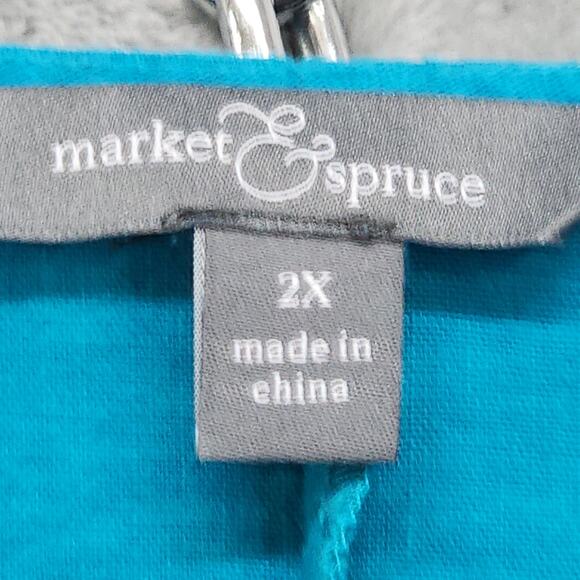 market & spruce
2X
made in
china